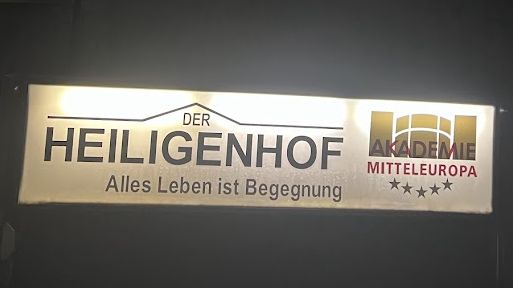 DER
HEILIGENHOF
Alles Leben ist Begegnung
AKADEMIE
MITTELEUROPA